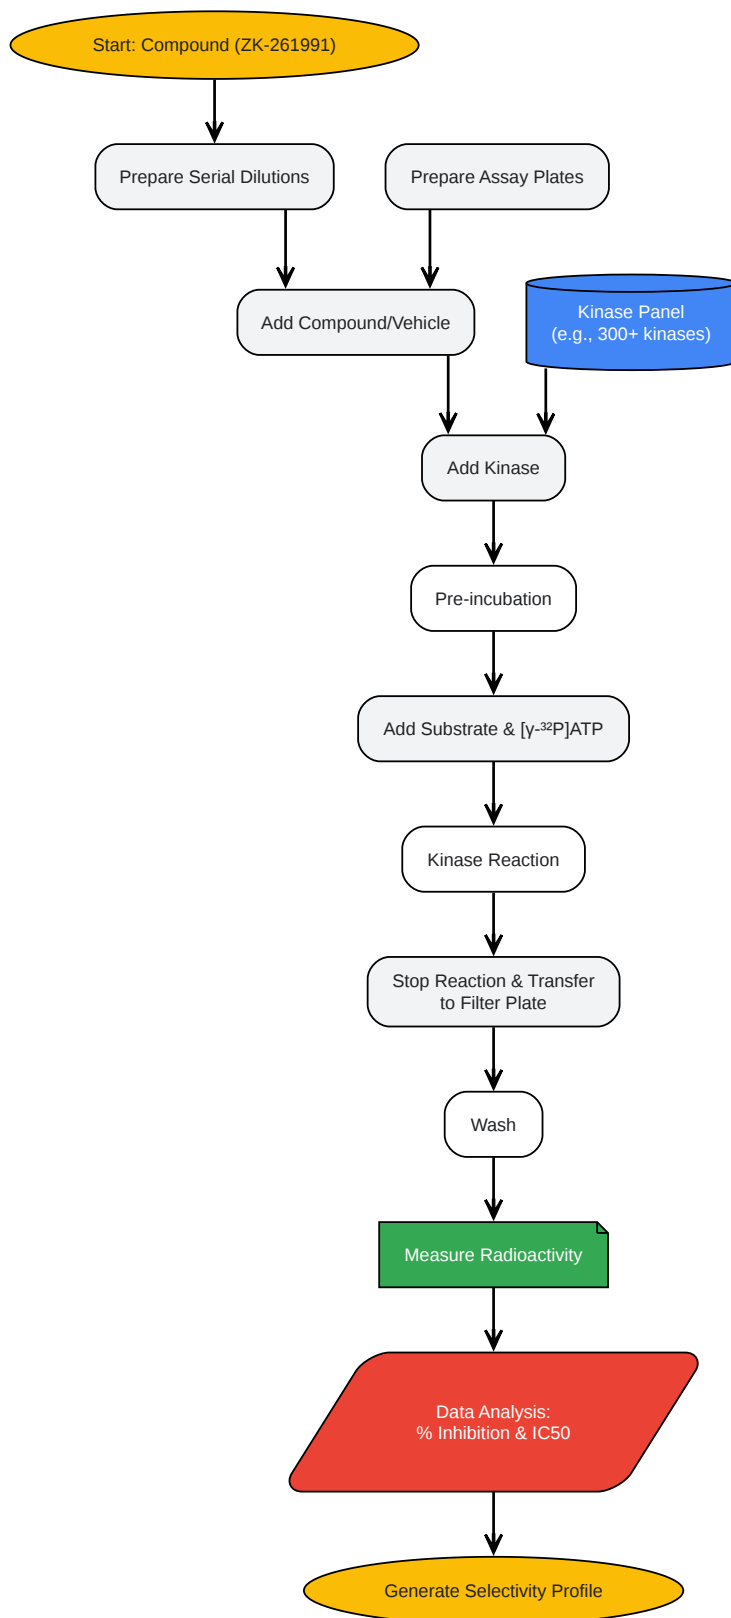 Start: Compound (ZK-261991)
Prepare Serial Dilutions
Prepare Assay Plates
Add Compound/Vehicle
Kinase Panel
(e.g., 300+ kinases)
Add Kinase
Pre-incubation
Add Substrate & [γ-³²P]ATP
Kinase Reaction
Stop Reaction & Transfer
to Filter Plate
Wash
Measure Radioactivity
Data Analysis:
% Inhibition & IC50
Generate Selectivity Profile